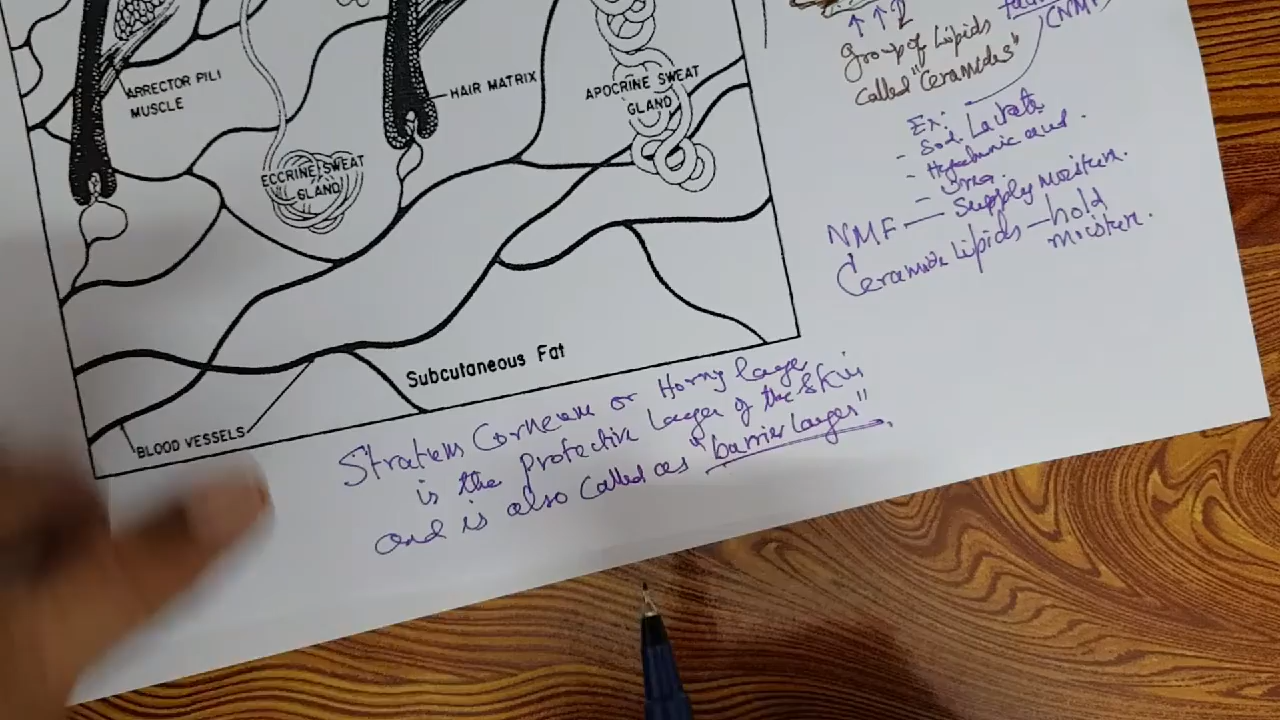 ARRECTOR PILI
MUSCLE
HAIR MATRIX
APOCRINE SWEAT
GLAND
ECCRINE SWEAT
GLAND
Subcutaneous Fat
BLOOD VESSELS
group of Lipids
called "Ceramides"
(NMF)
Ex:
- Sod. Lactate
- Hyaluronic acid.
- Urea.
NMF — Supply moisture.
Ceramide Lipids — hold
moisture.
Stratum Corneum or Horny layer
is the protective layer of the skin
and is also called as "barrier layer".